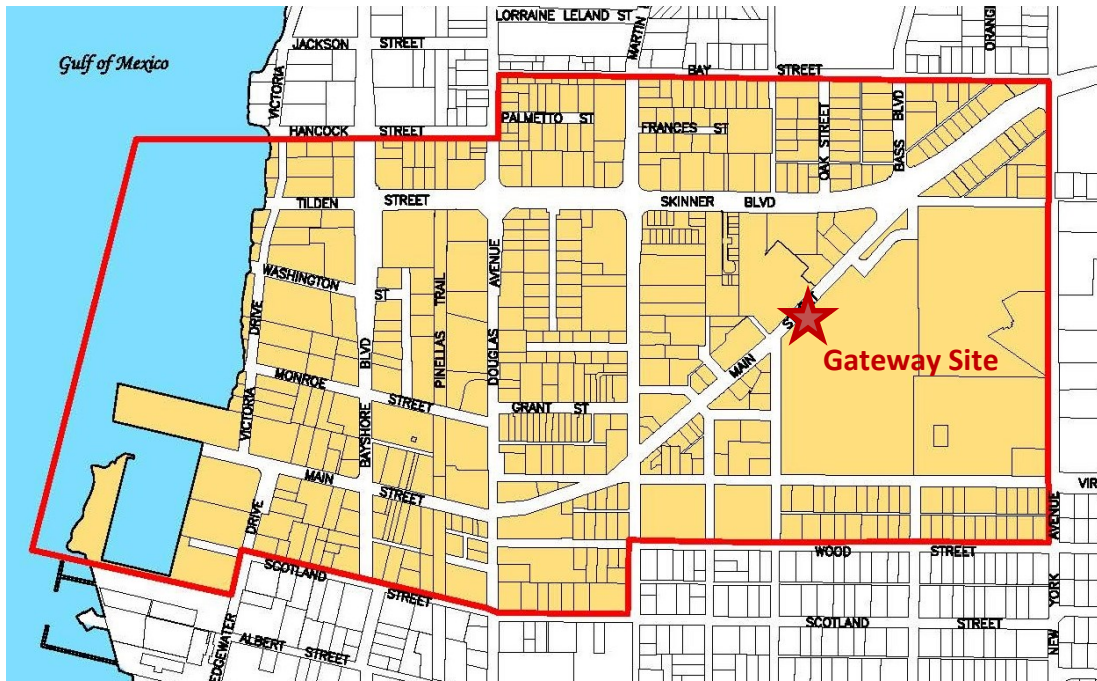 LORRAINE LELAND ST
MARTIN
ORANG
JACKSON STREET
Gulf of Mexico
VICTORIA
BAY STREET
HANCOCK STREET
PALMETTO ST
FRANCES ST
OAK STREET
BASS BLVD
TILDEN STREET
SKINNER BLVD
WASHINGTON ST
DRIVE
BLVD
PINELLAS TRAIL
DOUGLAS AVENUE
MAIN STREET
Gateway Site
MONROE STREET
GRANT ST
VICTORIA DRIVE
BAYSHORE
MAIN STREET
VIR
WOOD STREET
NEW YORK AVENUE
SCOTLAND STREET
SCOTLAND STREET
ALBERT STREET
EDGEWATER